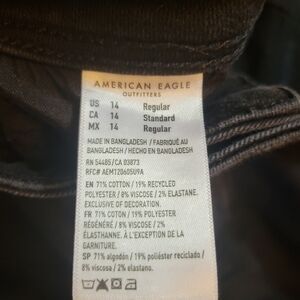 AMERICAN EAGLE
OUTFITTERS
US 14 Regular
CA 14 Standard
MX 14 Regular
MADE IN BANGLADESH / FABRIQUÉ AU
BANGLADESH / HECHO EN BANGLADESH
RN 54485/CA 03873
RFC# AEM120605U9A
EN 71% COTTON / 19% RECYCLED
POLYESTER / 8% VISCOSE / 2% ELASTANE.
EXCLUSIVE OF DECORATION.
FR 71% COTON / 19% POLYESTER
RÉGÉNÉRÉ / 8% VISCOSE / 2%
ÉLASTHANNE. À L'EXCEPTION DE LA
GARNITURE.
SP 71% algodón / 19% poliéster reciclado /
8% viscosa / 2% elastano.